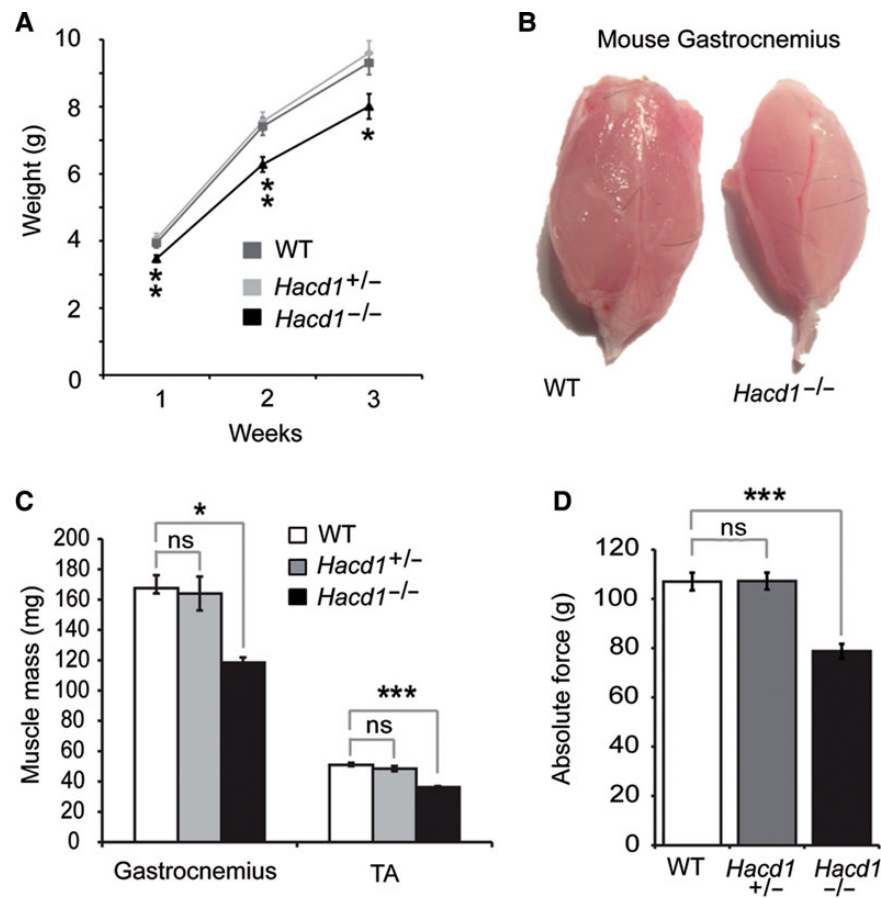 A
Weight (g)
10
8
6
4
2
0
1 2 3
Weeks
WT
Hacd1+/−
Hacd1−/−
**
**
*
B
Mouse Gastrocnemius
WT
Hacd1−/−
C
Muscle mass (mg)
200
180
160
140
120
100
80
60
40
20
0
*
ns
***
ns
WT
Hacd1+/−
Hacd1−/−
Gastrocnemius TA
D
Absolute force (g)
120
100
80
60
40
20
0
***
ns
WT Hacd1 Hacd1
+/− −/−